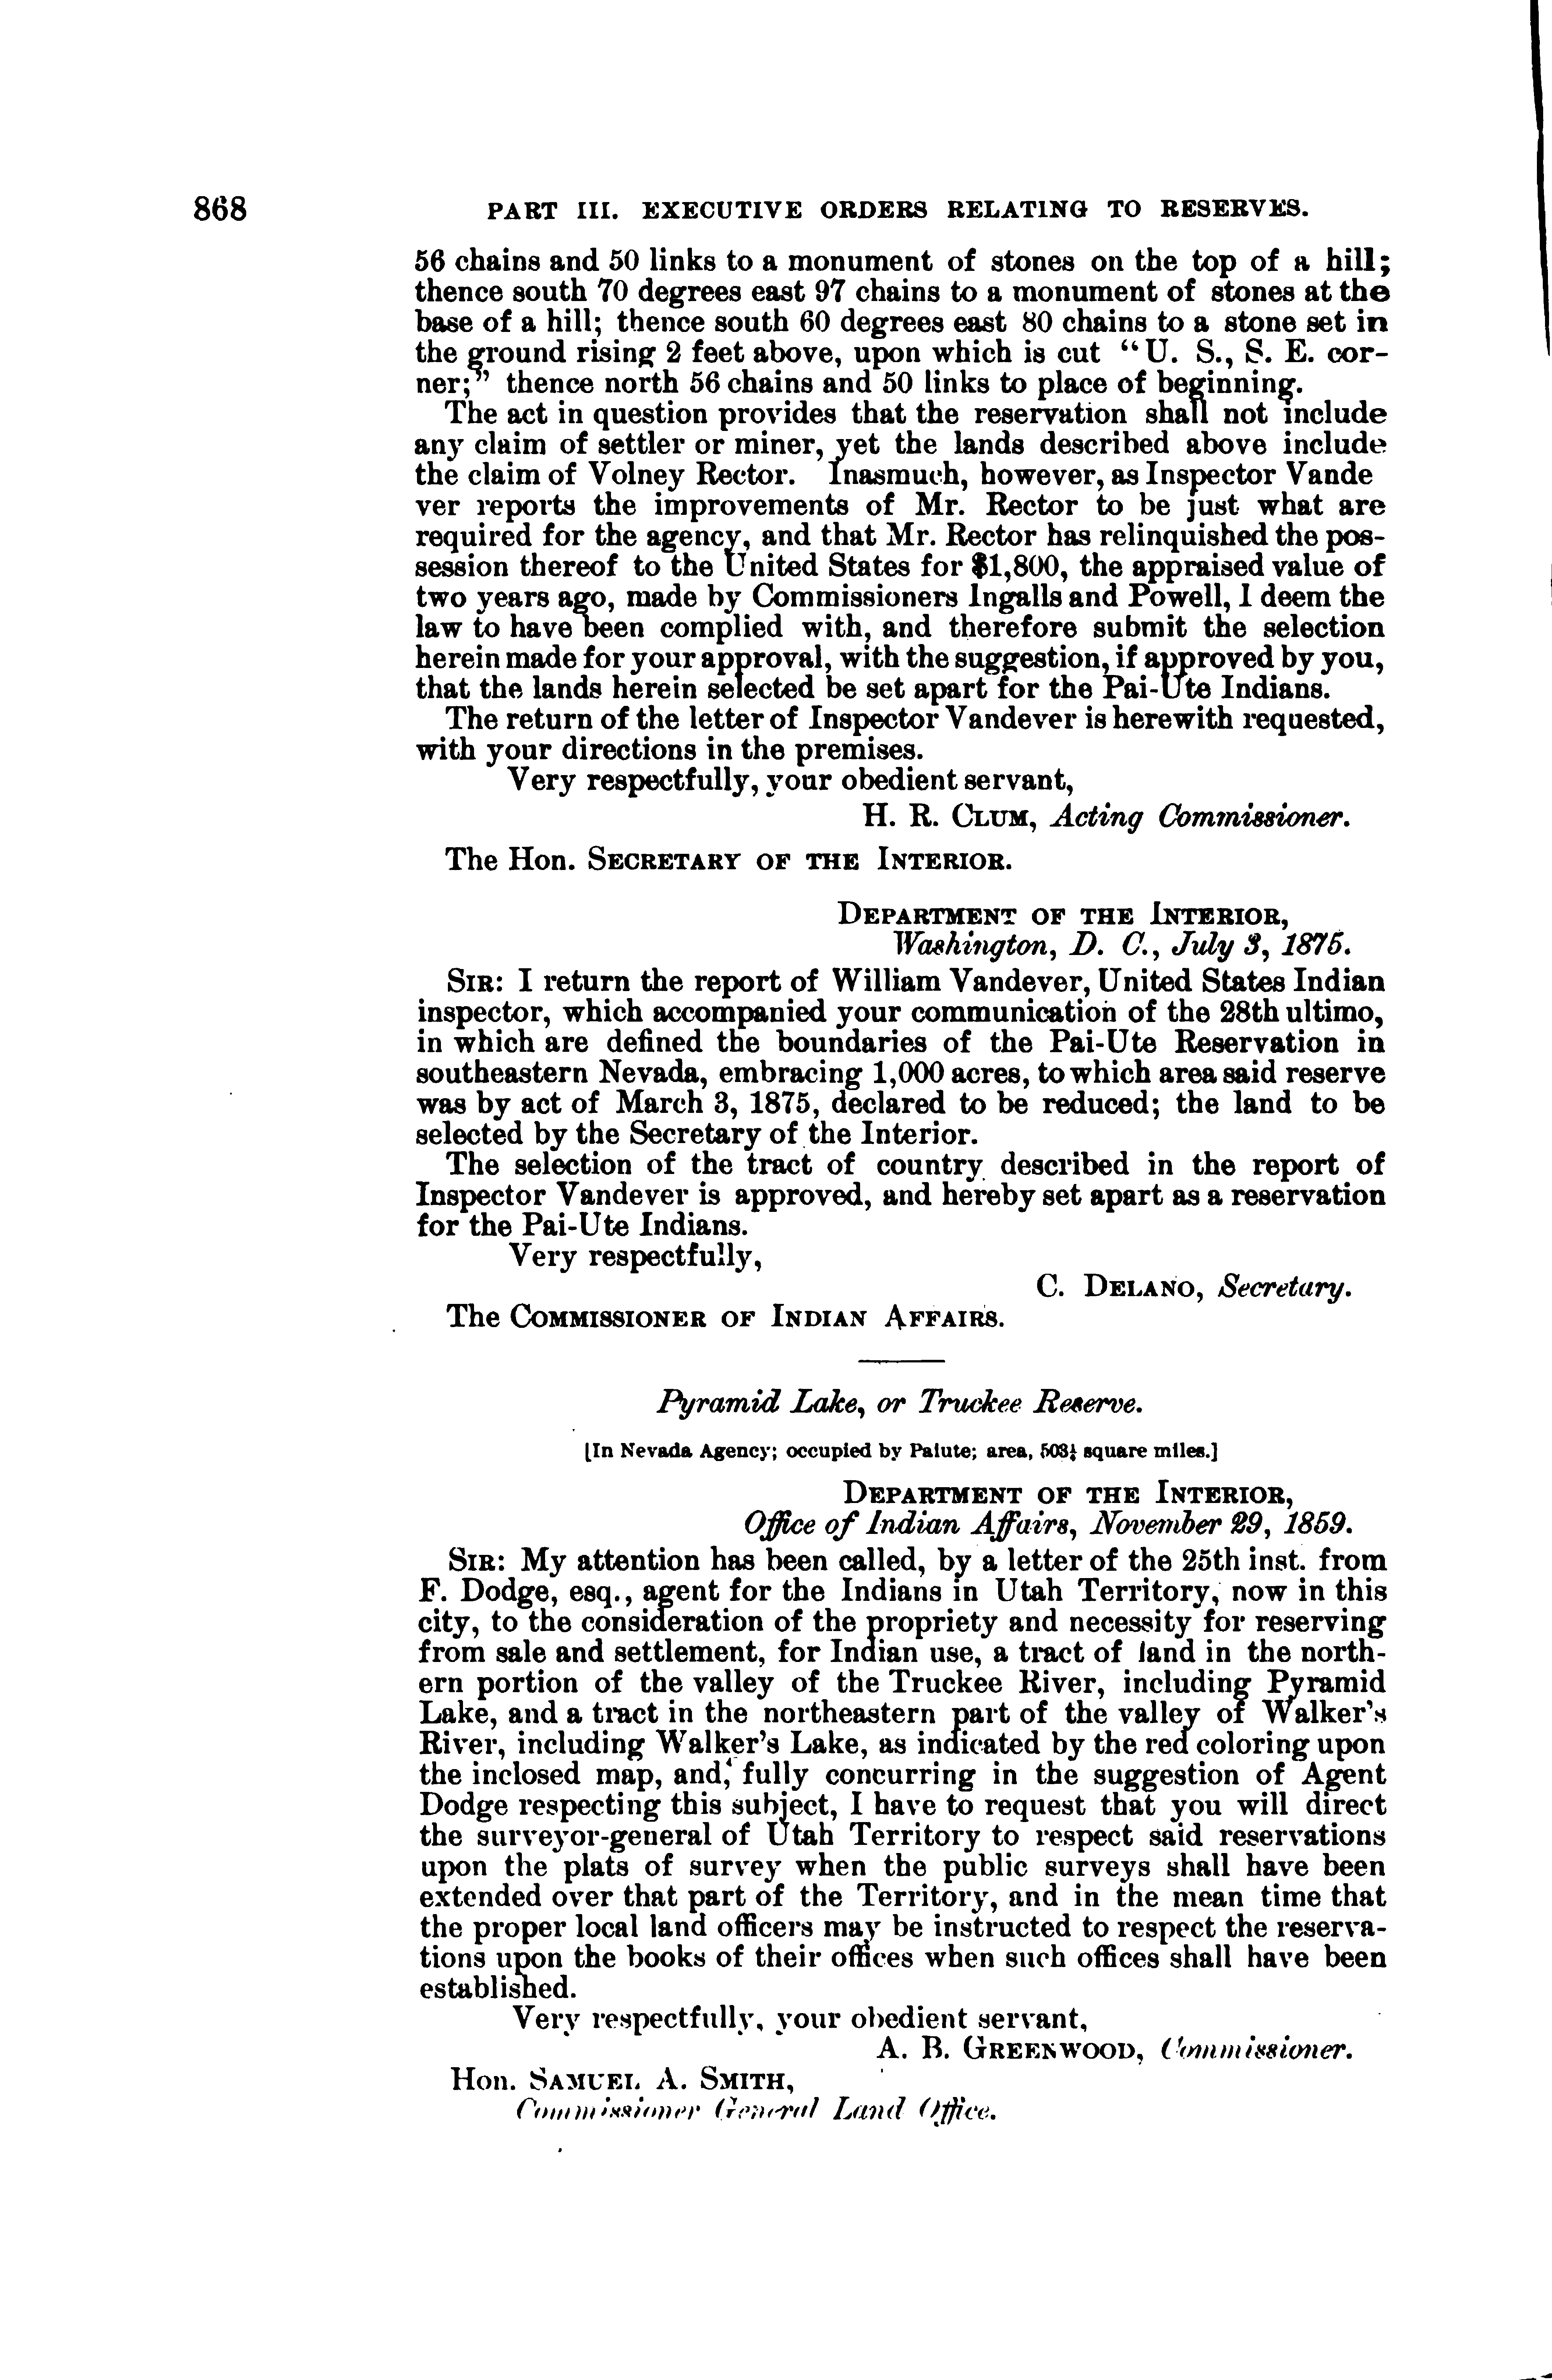 868 PART III. EXECUTIVE ORDERS RELATING TO RESERVES.
56 chains and 50 links to a monument of stones on the top of a hill;
thence south 70 degrees east 97 chains to a monument of stones at the
base of a hill; thence south 60 degrees east 80 chains to a stone set in
the ground rising 2 feet above, upon which is cut "U. S., S. E. cor-
ner;" thence north 56 chains and 50 links to place of beginning.
The act in question provides that the reservation shall not include
any claim of settler or miner, yet the lands described above include
the claim of Volney Rector. Inasmuch, however, as Inspector Vande
ver reports the improvements of Mr. Rector to be just what are
required for the agency, and that Mr. Rector has relinquished the pos-
session thereof to the United States for $1,800, the appraised value of
two years ago, made by Commissioners Ingalls and Powell, I deem the
law to have been complied with, and therefore submit the selection
herein made for your approval, with the suggestion, if approved by you,
that the lands herein selected be set apart for the Pai-Ute Indians.
The return of the letter of Inspector Vandever is herewith requested,
with your directions in the premises.
Very respectfully, your obedient servant,
H. R. CLUM, Acting Commissioner.
The Hon. SECRETARY OF THE INTERIOR.
DEPARTMENT OF THE INTERIOR,
Washington, D. C., July 3, 1875.
SIR: I return the report of William Vandever, United States Indian
inspector, which accompanied your communication of the 28th ultimo,
in which are defined the boundaries of the Pai-Ute Reservation in
southeastern Nevada, embracing 1,000 acres, to which area said reserve
was by act of March 3, 1875, declared to be reduced; the land to be
selected by the Secretary of the Interior.
The selection of the tract of country described in the report of
Inspector Vandever is approved, and hereby set apart as a reservation
for the Pai-Ute Indians.
Very respectfully,
C. DELANO, Secretary.
The COMMISSIONER OF INDIAN AFFAIRS.
Pyramid Lake, or Truckee Reserve.
[In Nevada Agency; occupied by Paiute; area, 503¼ square miles.]
DEPARTMENT OF THE INTERIOR,
Office of Indian Affairs, November 29, 1859.
SIR: My attention has been called, by a letter of the 25th inst. from
F. Dodge, esq., agent for the Indians in Utah Territory, now in this
city, to the consideration of the propriety and necessity for reserving
from sale and settlement, for Indian use, a tract of land in the north-
ern portion of the valley of the Truckee River, including Pyramid
Lake, and a tract in the northeastern part of the valley of Walker's
River, including Walker's Lake, as indicated by the red coloring upon
the inclosed map, and, fully concurring in the suggestion of Agent
Dodge respecting this subject, I have to request that you will direct
the surveyor-general of Utah Territory to respect said reservations
upon the plats of survey when the public surveys shall have been
extended over that part of the Territory, and in the mean time that
the proper local land officers may be instructed to respect the reserva-
tions upon the books of their offices when such offices shall have been
established.
Very respectfully, your obedient servant,
A. B. GREENWOOD, Commissioner.
Hon. SAMUEL A. SMITH,
Commissioner General Land Office.